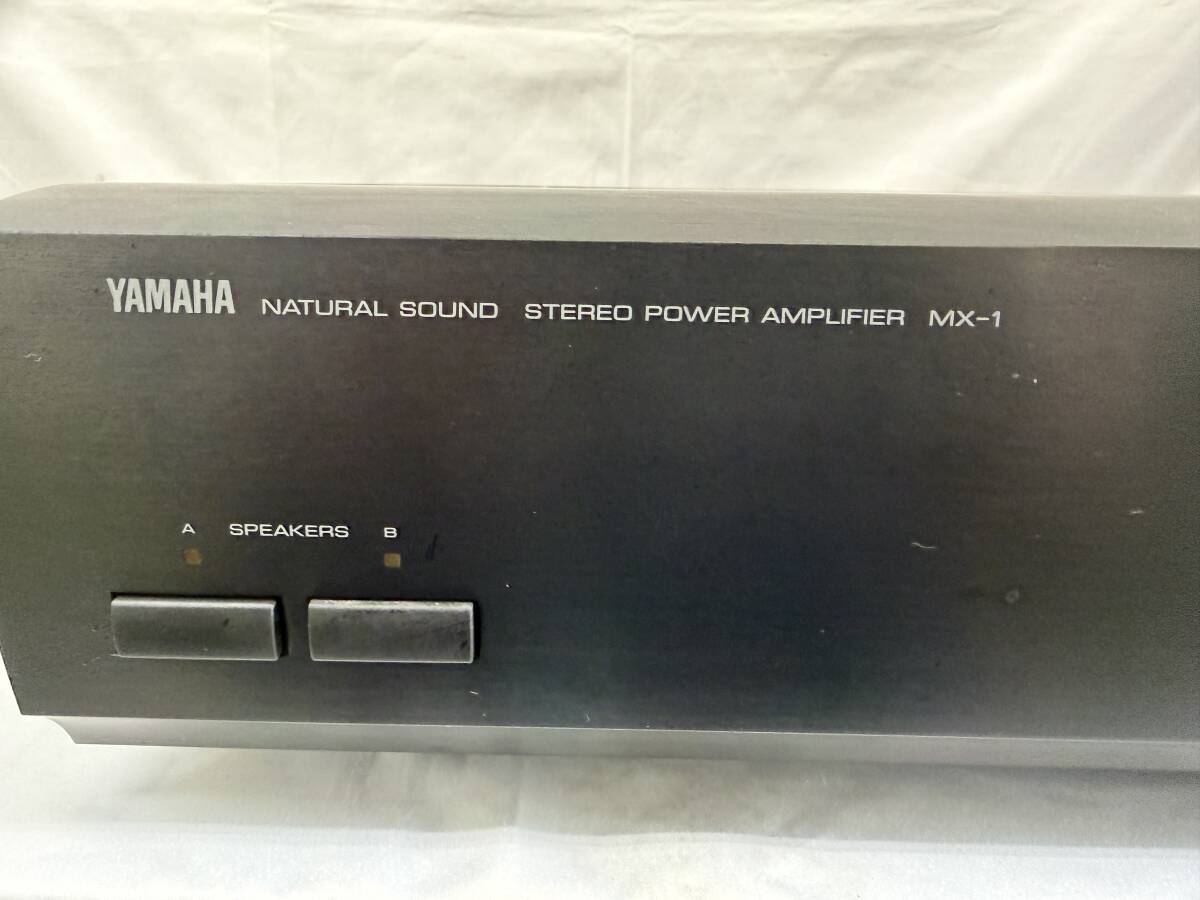 YAMAHA NATURAL SOUND STEREO POWER AMPLIFIER MX-1
A SPEAKERS B